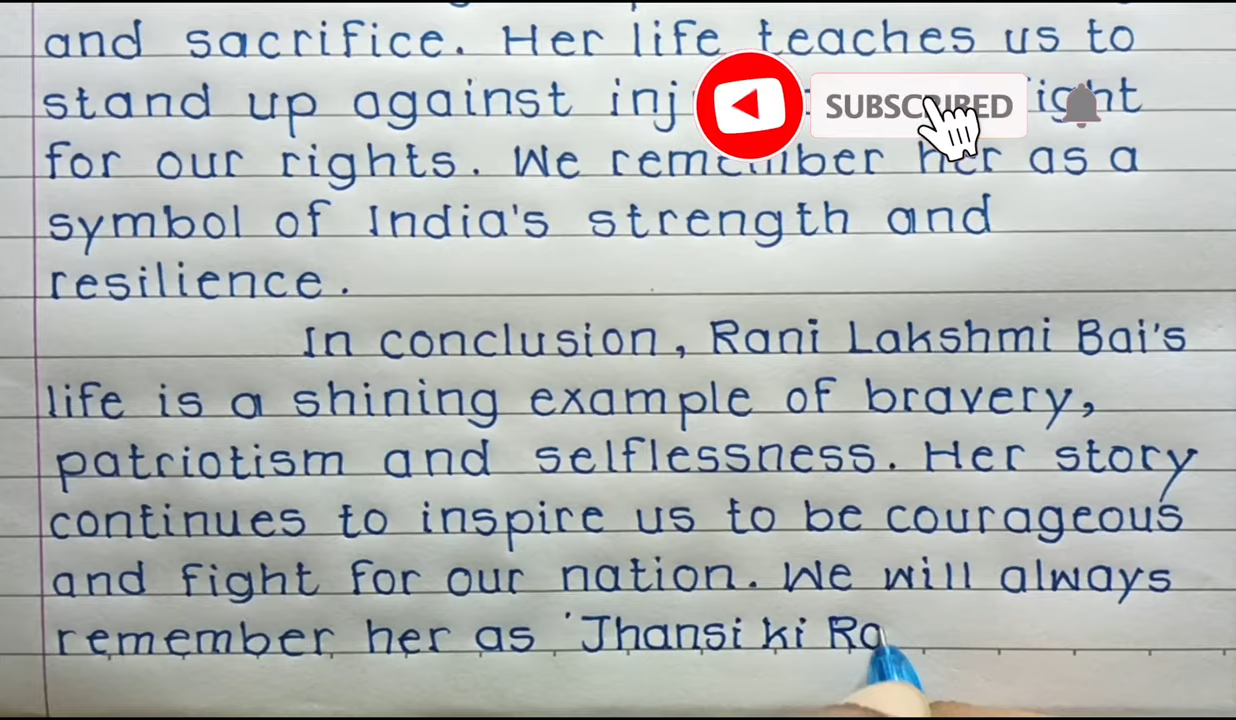 and sacrifice. Her life teaches us to
stand up against
SUBSCRIBED
for our rights. We remember her as a
symbol of India's strength and
resilience.
In conclusion, Rani Lakshmi Bai's
life is a shining example of bravery,
patriotism and selflessness. Her story
continues to inspire us to be courageous
and fight for our nation. We will always
remember her as 'Jhansi ki Ra